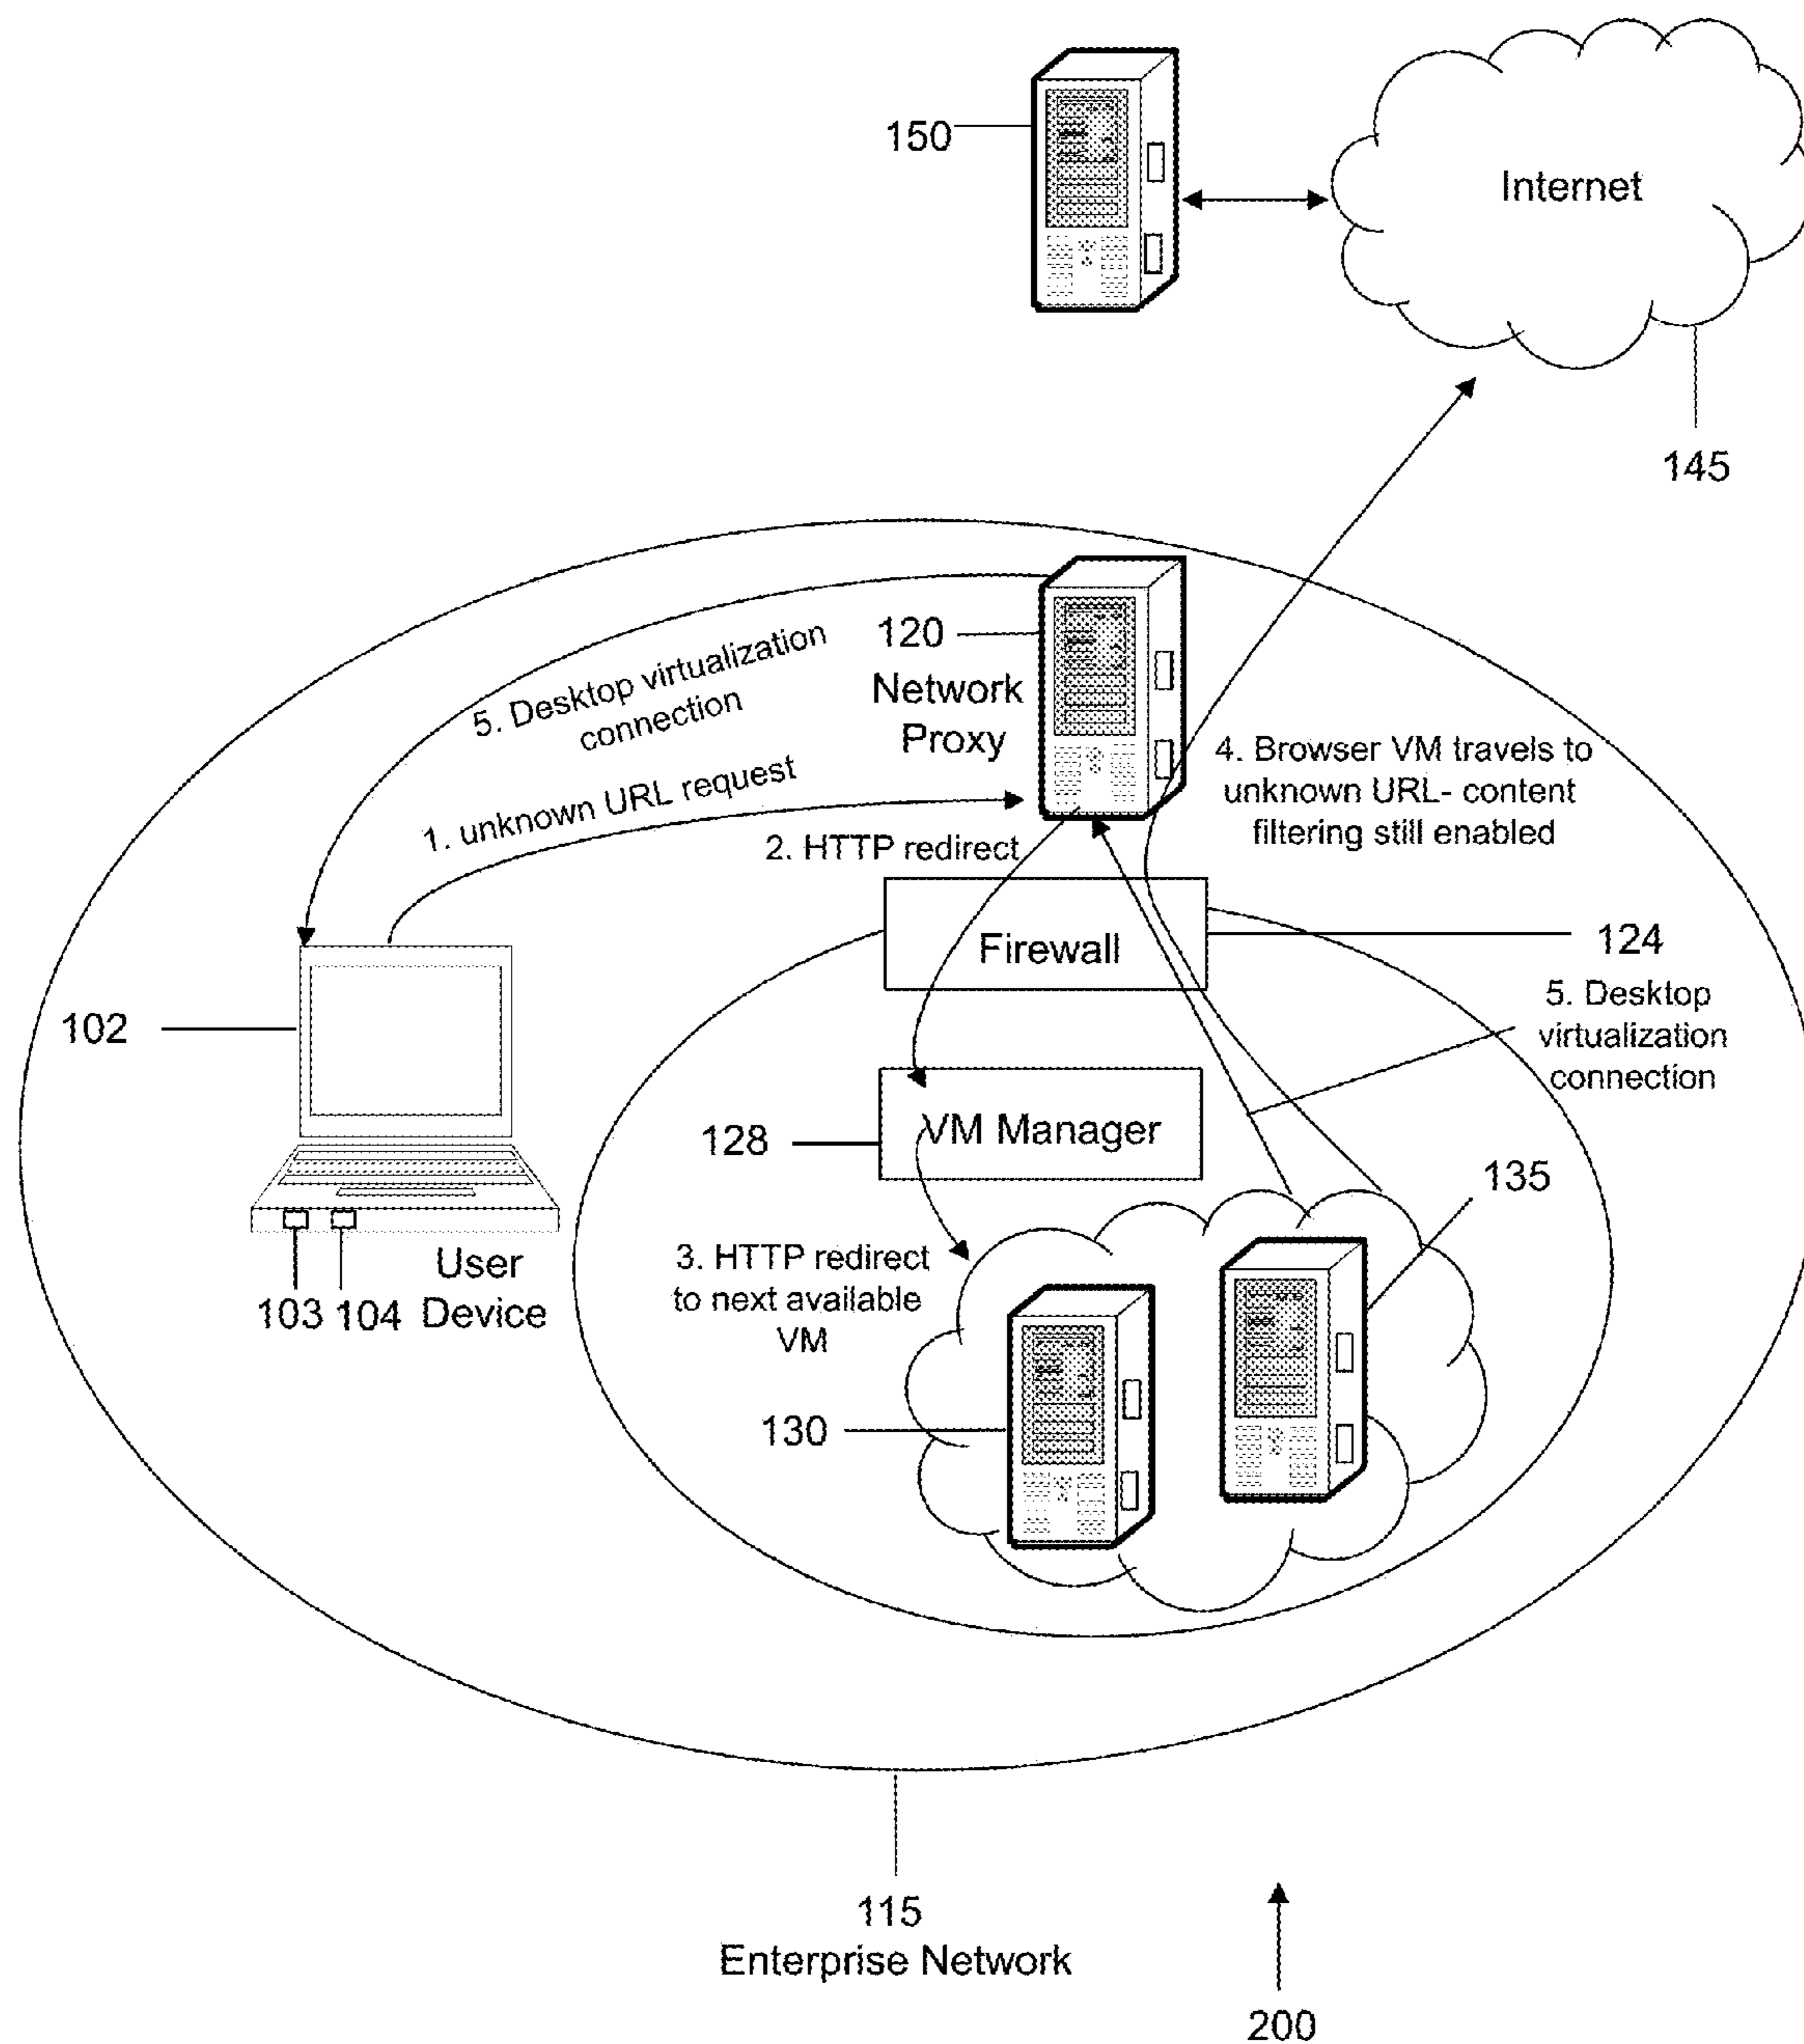 150
Internet
145
120
Network
Proxy
5. Desktop virtualization
connection
1. unknown URL request
2. HTTP redirect
4. Browser VM travels to
unknown URL- content
filtering still enabled
Firewall
124
5. Desktop
virtualization
connection
102
VM Manager
128
135
103
104
User
Device
3. HTTP redirect
to next available
VM
130
115
Enterprise Network
200